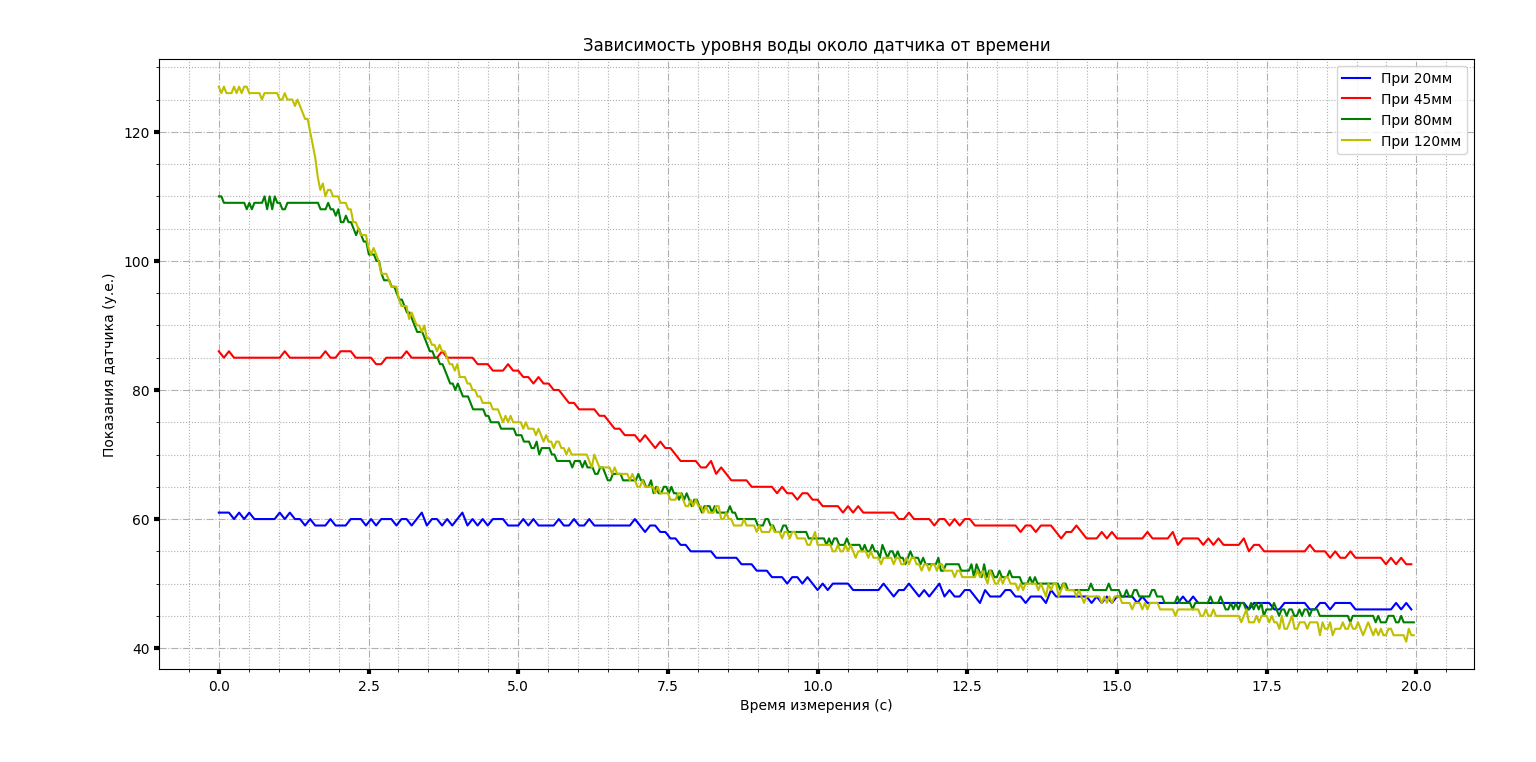 Зависимость уровня воды около датчика от времени
При 20мм
При 45мм
При 80мм
При 120мм
120
100
80
60
40
Показания датчика (у.е.)
0.0 2.5 5.0 7.5 10.0 12.5 15.0 17.5 20.0
Время измерения (с)